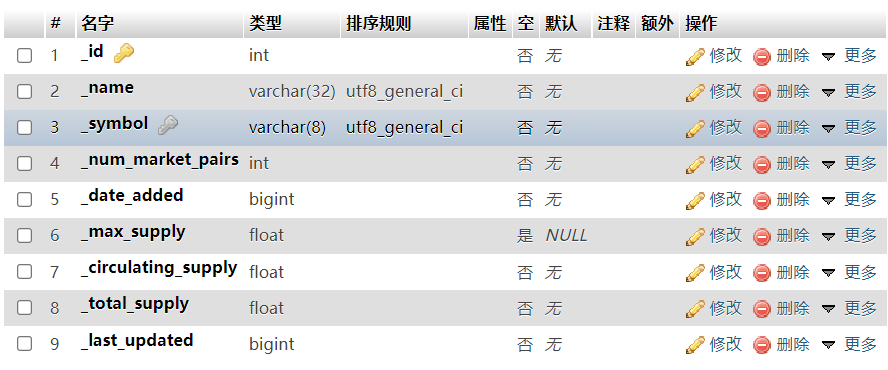 # 名字 类型 排序规则 属性 空 默认 注释 额外 操作
1 _id int 否 无 修改 删除 更多
2 _name varchar(32) utf8_general_ci 否 无 修改 删除 更多
3 _symbol varchar(8) utf8_general_ci 否 无 修改 删除 更多
4 _num_market_pairs int 否 无 修改 删除 更多
5 _date_added bigint 否 无 修改 删除 更多
6 _max_supply float 是 NULL 修改 删除 更多
7 _circulating_supply float 否 无 修改 删除 更多
8 _total_supply float 否 无 修改 删除 更多
9 _last_updated bigint 否 无 修改 删除 更多